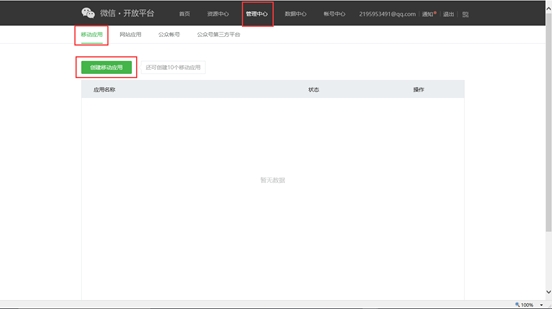 微信·开放平台 首页 资源中心 管理中心 数据中心 帐号中心 2195953491@qq.com 通知 退出
移动应用 网站应用 公众帐号 公众号第三方平台
创建移动应用 还可创建10个移动应用
应用名称 状态 操作
暂无数据
100%